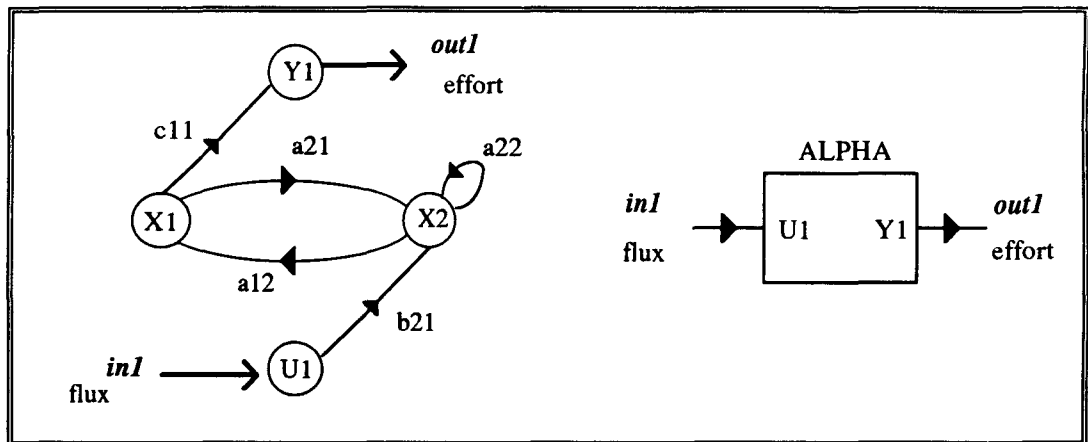 out1
Y1
effort
c11
a21
a22
X1
X2
a12
b21
in1
U1
flux
ALPHA
in1
out1
U1 Y1
flux
effort